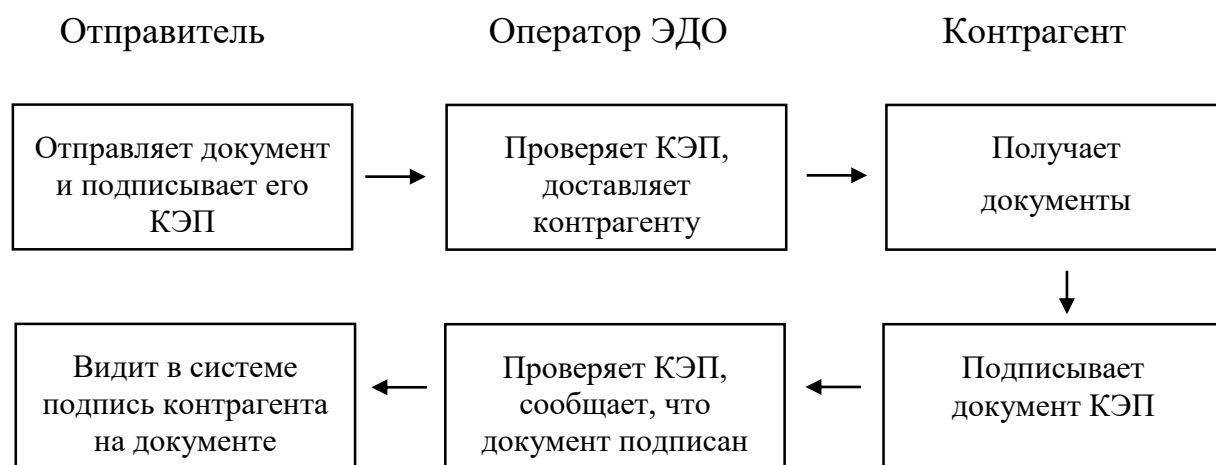 Отправитель
Оператор ЭДО
Контрагент
Отправляет документ
и подписывает его
КЭП
Проверяет КЭП,
доставляет
контрагенту
Получает
документы
Видит в системе
подпись контрагента
на документе
Проверяет КЭП,
сообщает, что
документ подписан
Подписывает
документ КЭП